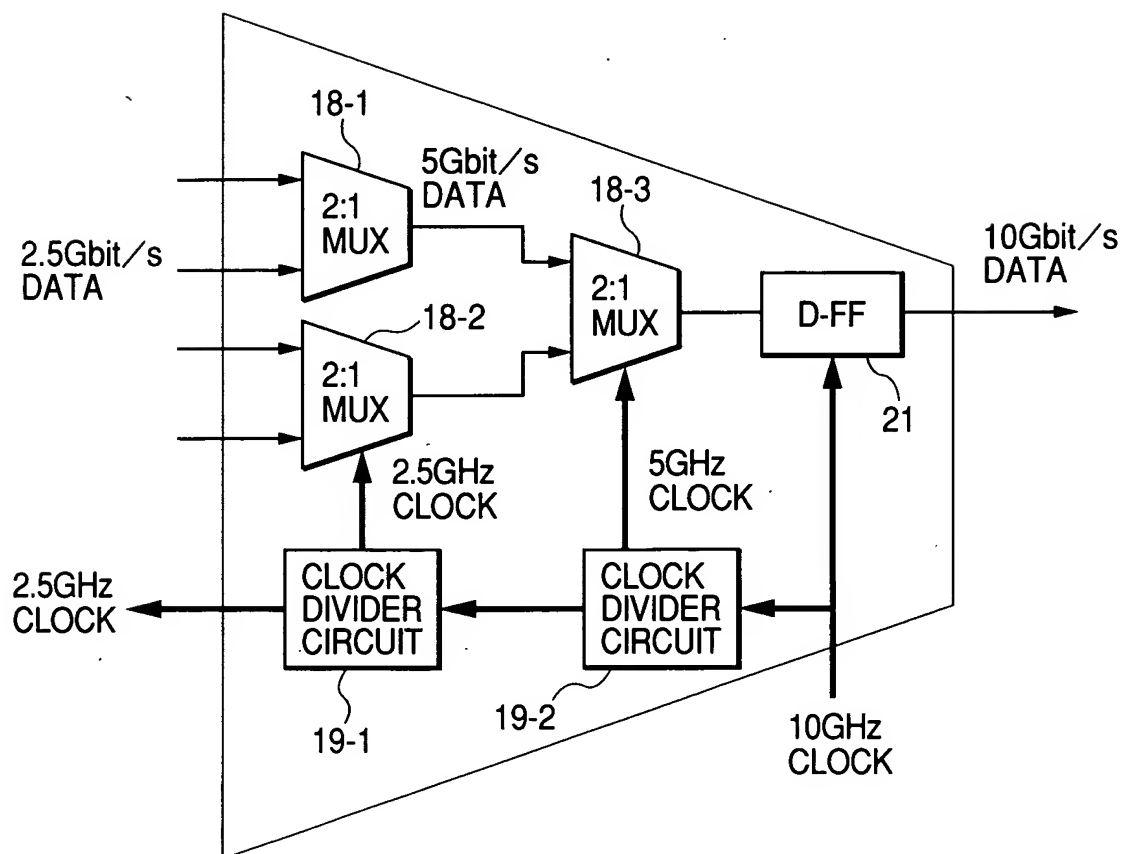 18-1
5Gbit/s
DATA
18-3
2:1
MUX
2.5Gbit/s
DATA
10Gbit/s
DATA
2:1
MUX
D-FF
18-2
2:1
MUX
21
2.5GHz
CLOCK
5GHz
CLOCK
2.5GHz
CLOCK
CLOCK
DIVIDER
CIRCUIT
CLOCK
DIVIDER
CIRCUIT
19-1
19-2
10GHz
CLOCK